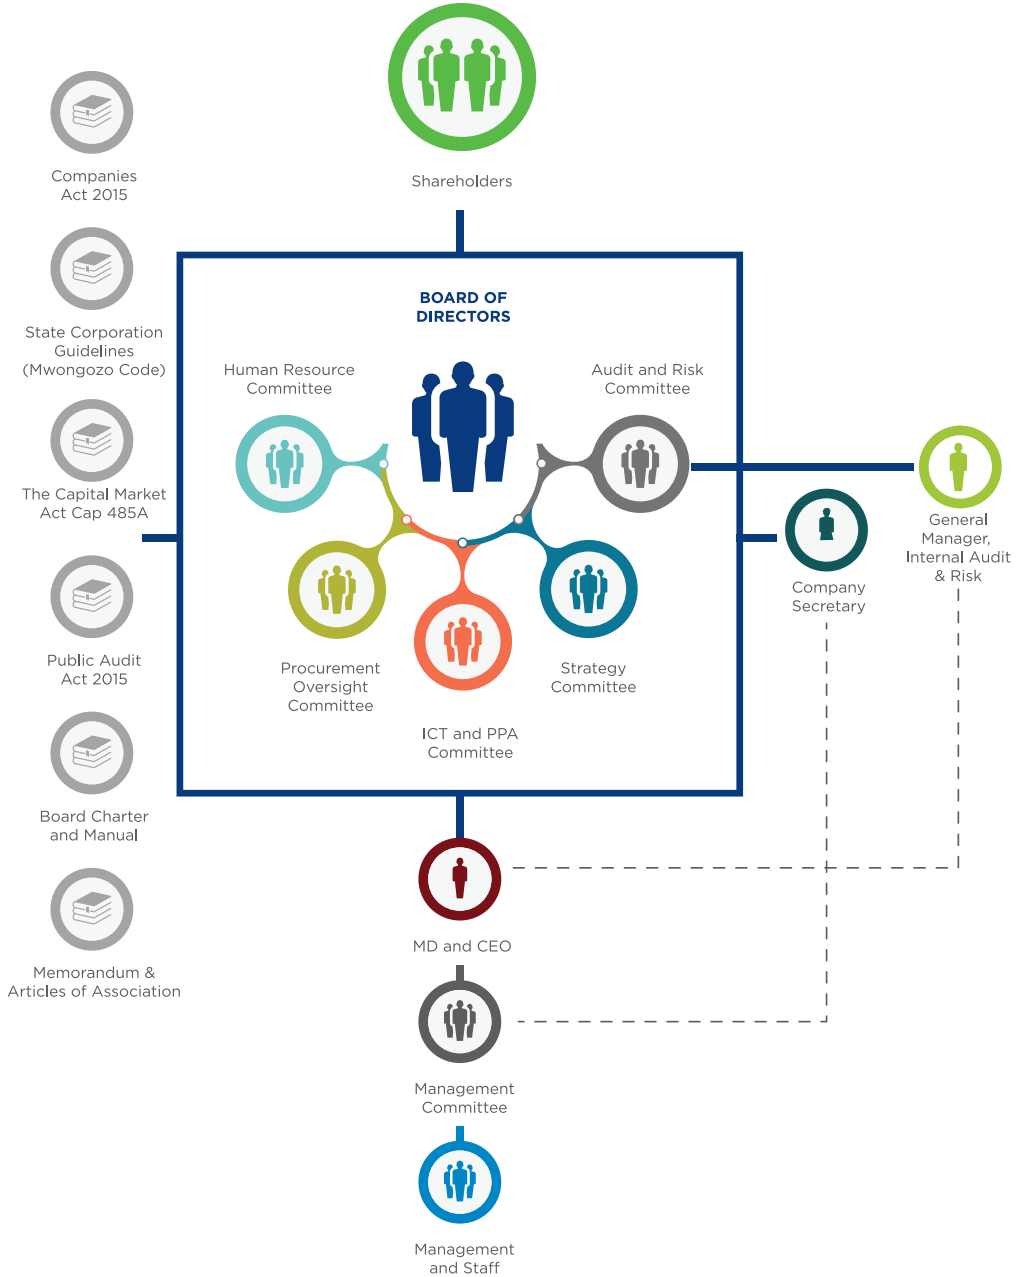 Shareholders
Companies
Act 2015
State Corporation
Guidelines
(Mwongozo Code)
The Capital Market
Act Cap 485A
Public Audit
Act 2015
Board Charter
and Manual
Memorandum &
Articles of Association
BOARD OF
DIRECTORS
Human Resource
Committee
Audit and Risk
Committee
Procurement
Oversight
Committee
ICT and PPA
Committee
Strategy
Committee
Company
Secretary
General
Manager,
Internal Audit
& Risk
MD and CEO
Management
Committee
Management
and Staff